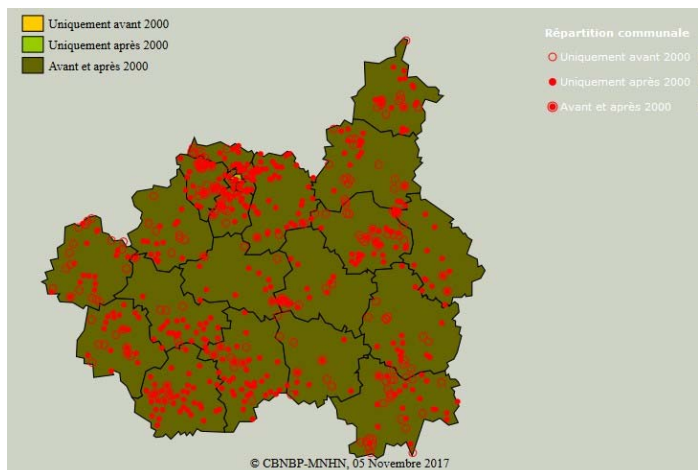 Uniquement avant 2000
Uniquement après 2000
Avant et après 2000
Répartition communale
Uniquement avant 2000
Uniquement après 2000
Avant et après 2000
© CBNBP-MNHN, 05 Novembre 2017